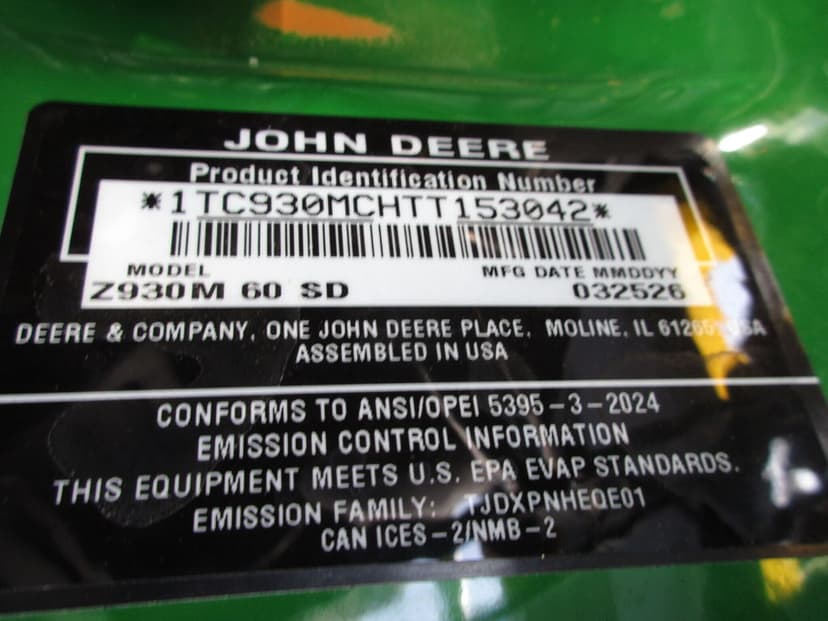 JOHN DEERE
Product Identification Number
*1TC930MCHTT153042*
MODEL MFG DATE MMDDYY
Z930M 60 SD 032526
DEERE & COMPANY, ONE JOHN DEERE PLACE, MOLINE, IL 61265 USA
ASSEMBLED IN USA
CONFORMS TO ANSI/OPEI 5395-3-2024
EMISSION CONTROL INFORMATION
THIS EQUIPMENT MEETS U.S. EPA EVAP STANDARDS.
EMISSION FAMILY: TJDXPNHEQE01
CAN ICES-2/NMB-2